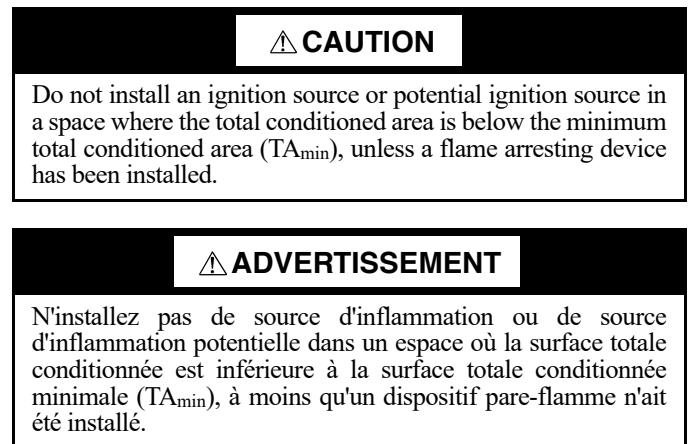 ⚠ CAUTION
Do not install an ignition source or potential ignition source in
a space where the total conditioned area is below the minimum
total conditioned area (TAmin), unless a flame arresting device
has been installed.
⚠ ADVERTISSEMENT
N'installez pas de source d'inflammation ou de source
d'inflammation potentielle dans un espace où la surface totale
conditionnée est inférieure à la surface totale conditionnée
minimale (TAmin), à moins qu'un dispositif pare-flamme n'ait
été installé.